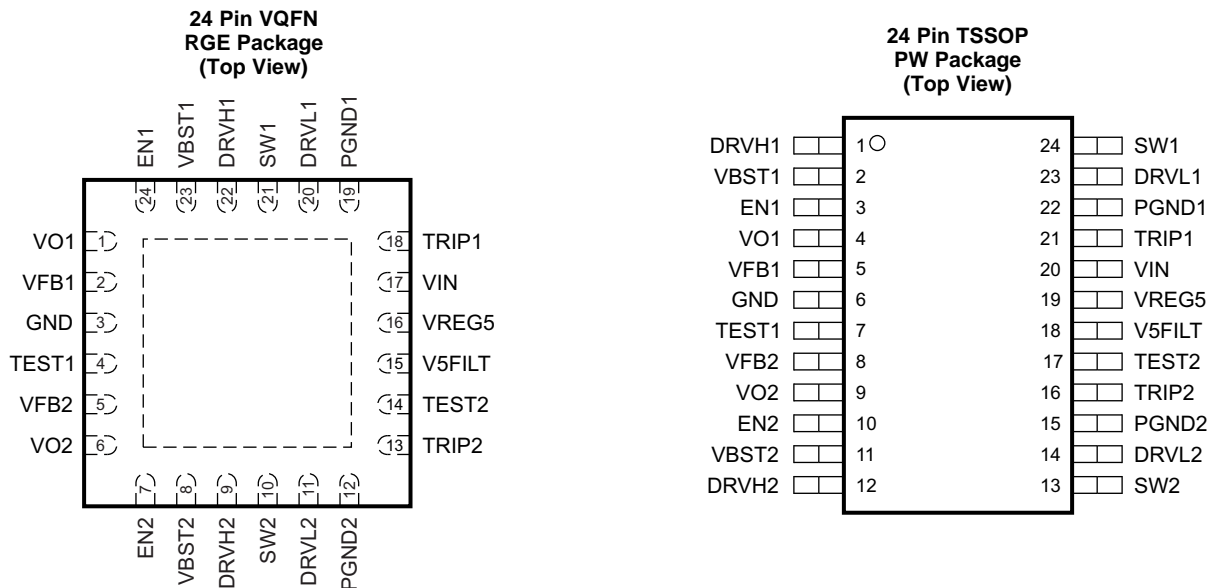 24 Pin VQFN
RGE Package
(Top View)
EN1
VBST1
DRVH1
SW1
DRVL1
PGND1
24
23
22
21
20
19
VO1 1
VFB1 2
GND 3
TEST1 4
VFB2 5
VO2 6
18 TRIP1
17 VIN
16 VREG5
15 V5FILT
14 TEST2
13 TRIP2
7
8
9
10
11
12
EN2
VBST2
DRVH2
SW2
DRVL2
PGND2
24 Pin TSSOP
PW Package
(Top View)
DRVH1 1 24 SW1
VBST1 2 23 DRVL1
EN1 3 22 PGND1
VO1 4 21 TRIP1
VFB1 5 20 VIN
GND 6 19 VREG5
TEST1 7 18 V5FILT
VFB2 8 17 TEST2
VO2 9 16 TRIP2
EN2 10 15 PGND2
VBST2 11 14 DRVL2
DRVH2 12 13 SW2